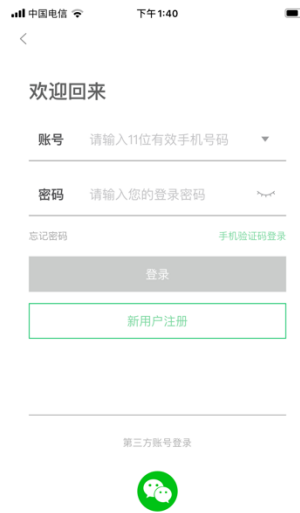 中国电信 下午1:40
欢迎回来
账号 请输入11位有效手机号码
密码 请输入您的登录密码
忘记密码 手机验证码登录
登录
新用户注册
第三方账号登录